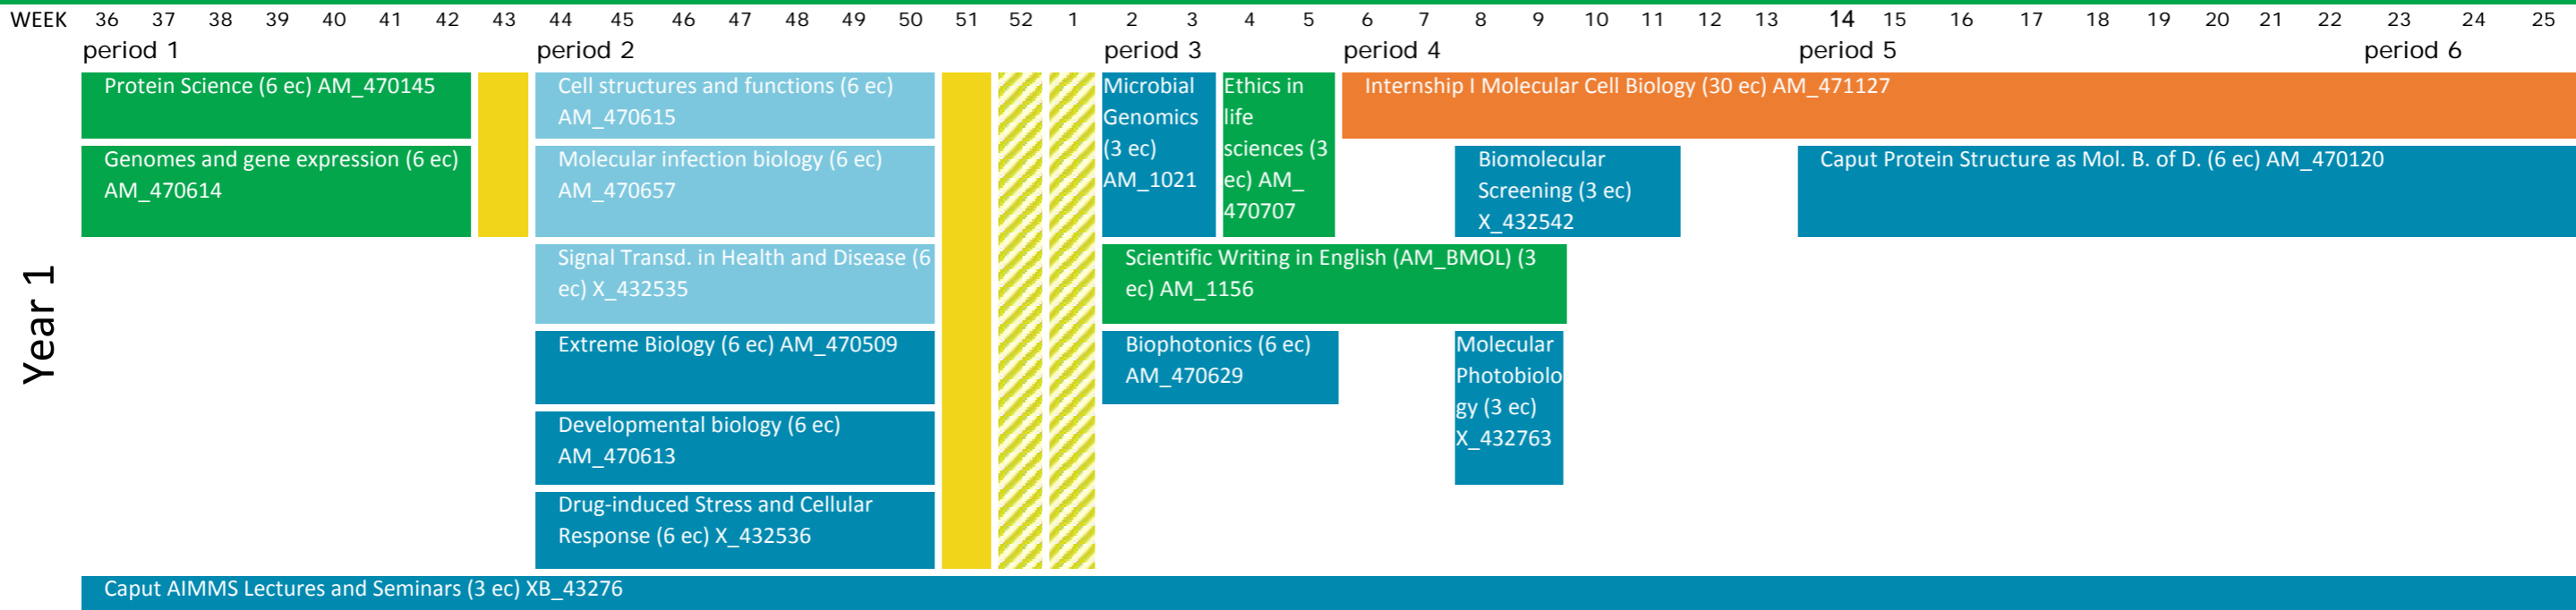 WEEK 36 37 38 39 40 41 42 43 44 45 46 47 48 49 50 51 52 1 2 3 4 5 6 7 8 9 10 11 12 13 14 15 16 17 18 19 20 21 22 23 24 25
period 1 period 2 period 3 period 4 period 5 period 6
Year 1
Protein Science (6 ec) AM_470145
Genomes and gene expression (6 ec)
AM_470614
Cell structures and functions (6 ec)
AM_470615
Molecular infection biology (6 ec)
AM_470657
Signal Transd. in Health and Disease (6
ec) X_432535
Extreme Biology (6 ec) AM_470509
Developmental biology (6 ec)
AM_470613
Drug-induced Stress and Cellular
Response (6 ec) X_432536
Microbial
Genomics
(3 ec)
AM_1021
Ethics in
life
sciences (3
ec) AM_
470707
Internship I Molecular Cell Biology (30 ec) AM_471127
Biomolecular
Screening (3 ec)
X_432542
Caput Protein Structure as Mol. B. of D. (6 ec) AM_470120
Scientific Writing in English (AM_BMOL) (3
ec) AM_1156
Biophotonics (6 ec)
AM_470629
Molecular
Photobiolo
gy (3 ec)
X_432763
Caput AIMMS Lectures and Seminars (3 ec) XB_43276